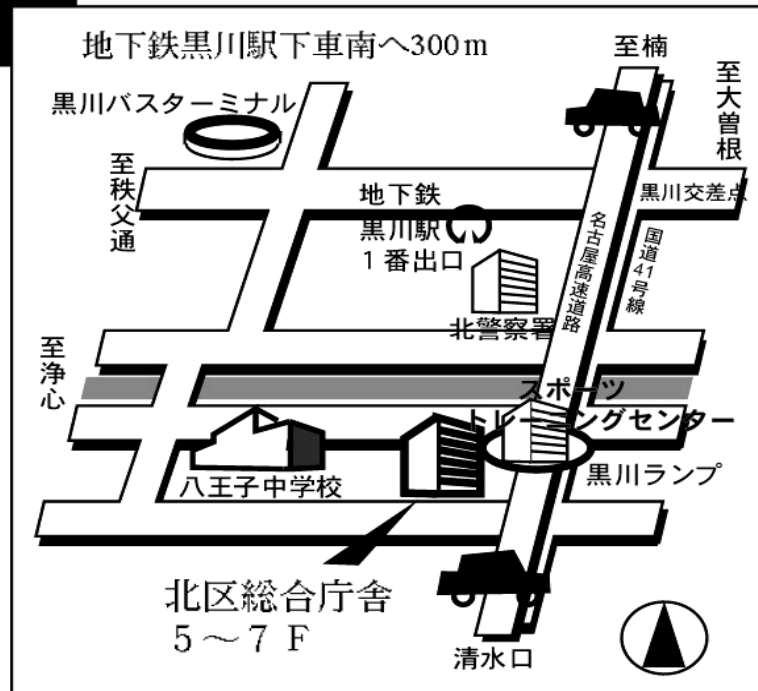 地下鉄黒川駅下車南へ300m
至楠
至大曽根
黒川バスターミナル
至秩父通
地下鉄
黒川駅
1番出口
黒川交差点
名古屋高速道路
国道41号線
北警察署
至浄心
スポーツ
トレーニングセンター
黒川ランプ
八王子中学校
北区総合庁舎
5〜7 F
清水口